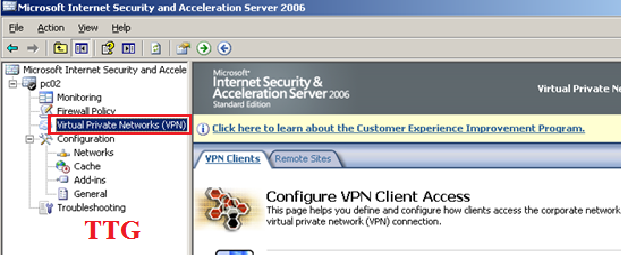 Microsoft Internet Security and Acceleration Server 2006
File Action View Help
Microsoft Internet Security and Accele
pc02
Monitoring
Firewall Policy
Virtual Private Networks (VPN)
Configuration
Networks
Cache
Add-ins
General
Troubleshooting
TTG
Microsoft
Internet Security &
Acceleration Server 2006
Standard Edition
Virtual Private
Click here to learn about the Customer Experience Improvement Program.
VPN Clients Remote Sites
Configure VPN Client Access
This page helps you define and configure how clients access the corporate network
virtual private network (VPN) connection.